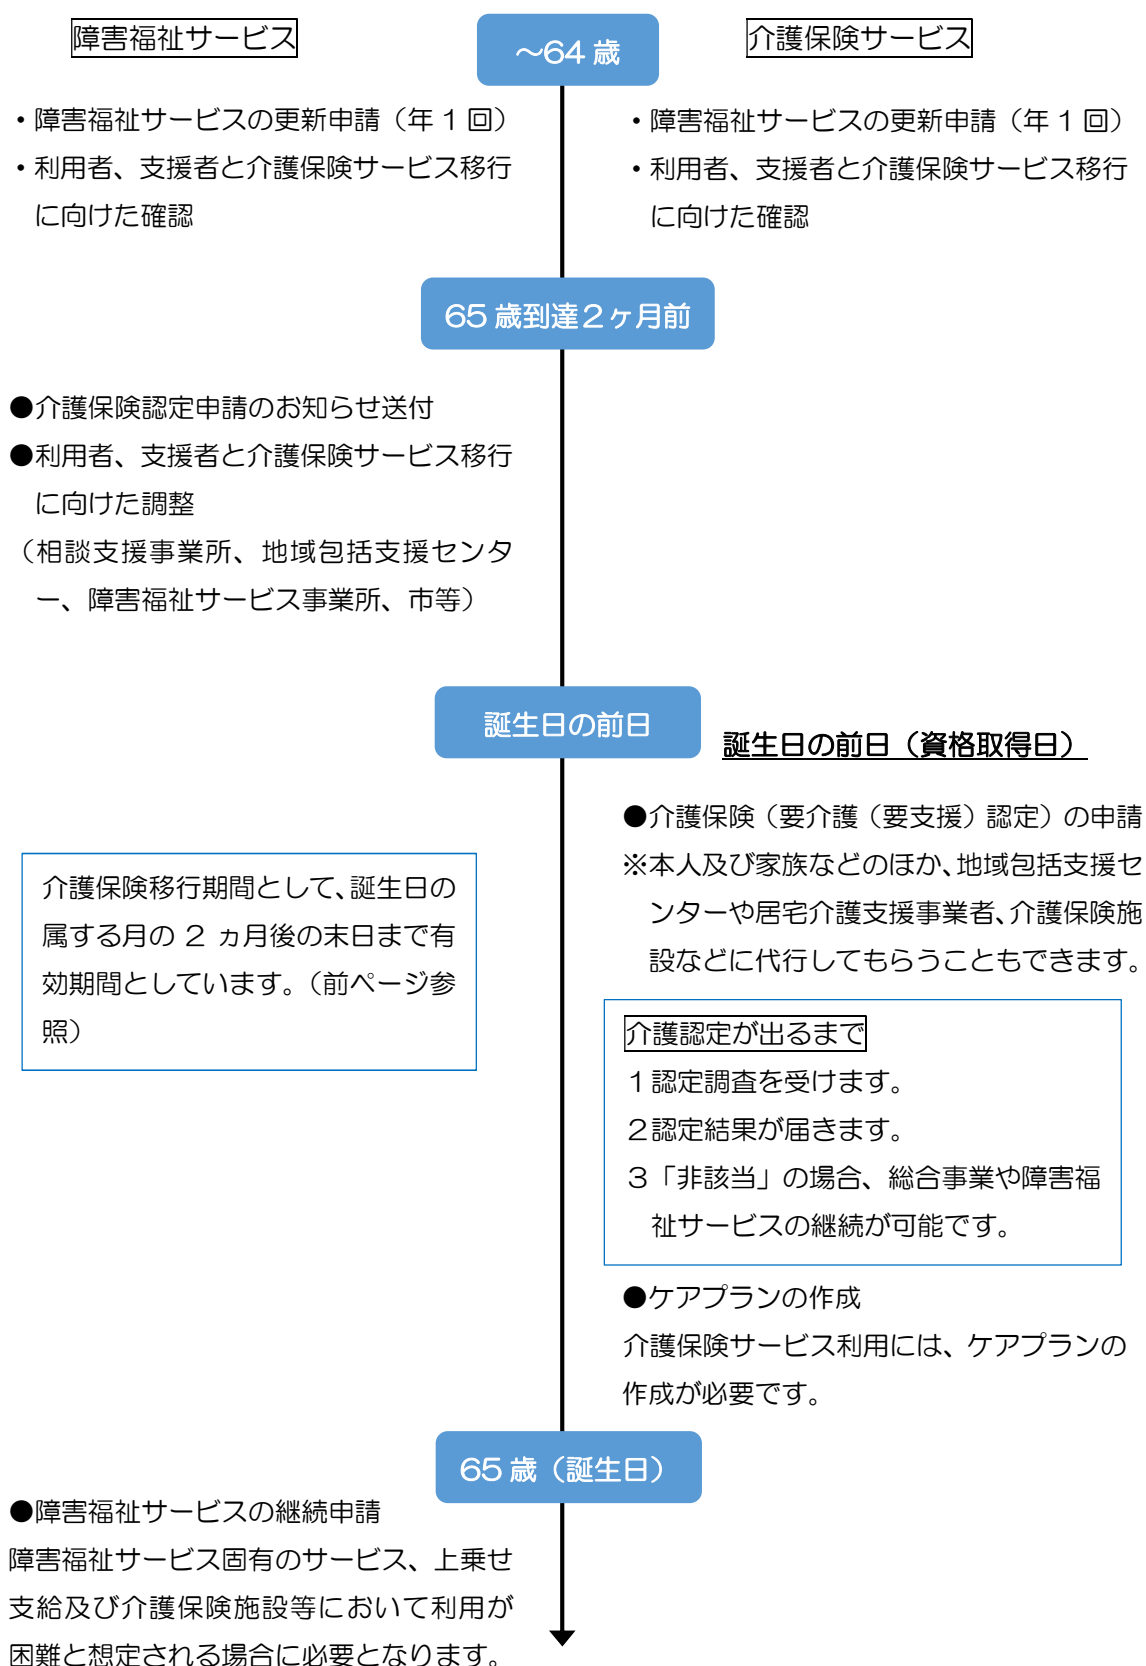 障害福祉サービス
～64 歳
介護保険サービス
・障害福祉サービスの更新申請（年 1 回）
・利用者、支援者と介護保険サービス移行
に向けた確認
・障害福祉サービスの更新申請（年 1 回）
・利用者、支援者と介護保険サービス移行
に向けた確認
65 歳到達２ヶ月前
●介護保険認定申請のお知らせ送付
●利用者、支援者と介護保険サービス移行
に向けた調整
（相談支援事業所、地域包括支援センタ
ー、障害福祉サービス事業所、市等）
誕生日の前日
誕生日の前日（資格取得日）
●介護保険（要介護（要支援）認定）の申請
※本人及び家族などのほか、地域包括支援セ
ンターや居宅介護支援事業者、介護保険施
設などに代行してもらうこともできます。
介護保険移行期間として、誕生日の
属する月の 2 ヵ月後の末日まで有
効期間としています。（前ページ参
照）
介護認定が出るまで
１認定調査を受けます。
２認定結果が届きます。
３「非該当」の場合、総合事業や障害福
祉サービスの継続が可能です。
●ケアプランの作成
介護保険サービス利用には、ケアプランの
作成が必要です。
65 歳（誕生日）
●障害福祉サービスの継続申請
障害福祉サービス固有のサービス、上乗せ
支給及び介護保険施設等において利用が
困難と想定される場合に必要となります。